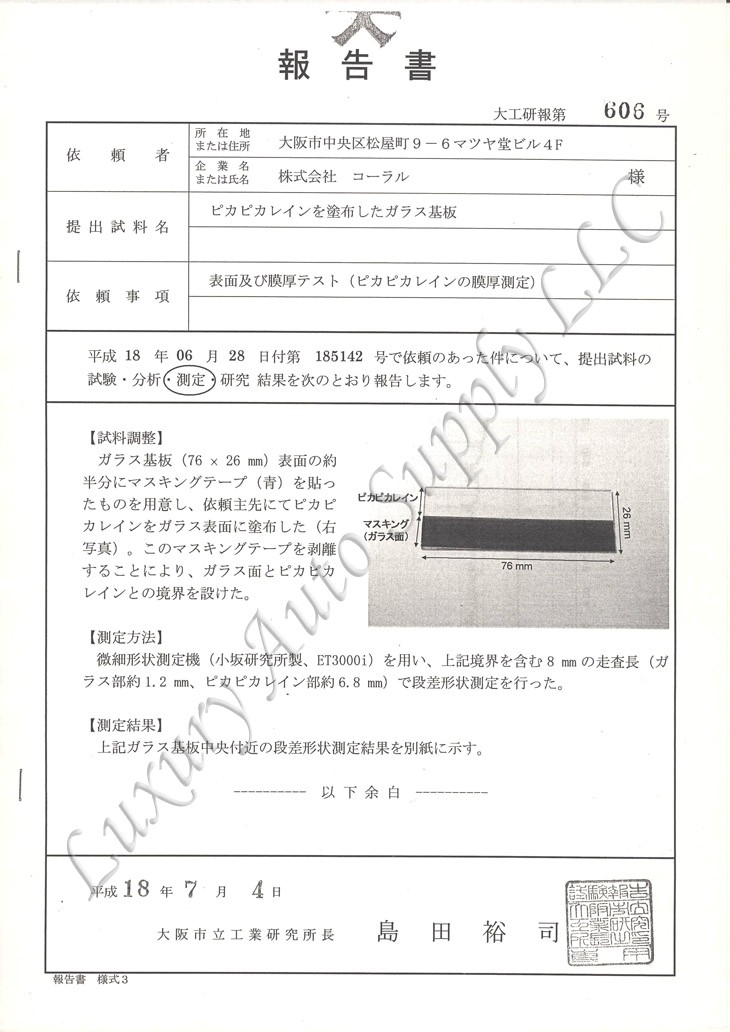 報告書
大工研報第 606 号
依頼者
所在地
または住所
大阪市中央区松屋町9-6マツヤ堂ビル4F
企業名
または氏名
株式会社 コーラル 様
提出試料名
ピカピカレインを塗布したガラス基板
依頼事項
表面及び膜厚テスト(ピカピカレインの膜厚測定)
平成 18 年 06 月 28 日付第 185142 号で依頼のあった件について、提出試料の
試験・分析・測定・研究 結果を次のとおり報告します。
【試料調整】
ガラス基板(76 × 26 mm)表面の約
半分にマスキングテープ(青)を貼っ
たものを用意し、依頼主先にてピカピ
カレインをガラス表面に塗布した(右
写真)。このマスキングテープを剥離
することにより、ガラス面とピカピカ
レインとの境界を設けた。
ピカピカレイン
マスキング
(ガラス面)
26 mm
76 mm
【測定方法】
微細形状測定機(小坂研究所製、ET3000i)を用い、上記境界を含む 8 mm の走査長(ガ
ラス部約 1.2 mm、ピカピカレイン部約 6.8 mm)で段差形状測定を行った。
【測定結果】
上記ガラス基板中央付近の段差形状測定結果を別紙に示す。
---------- 以下余白 ----------
平成 18 年 7 月 4 日
大阪市立工業研究所長 島田裕司
報告書 様式3
Luxury Auto Supply LLC